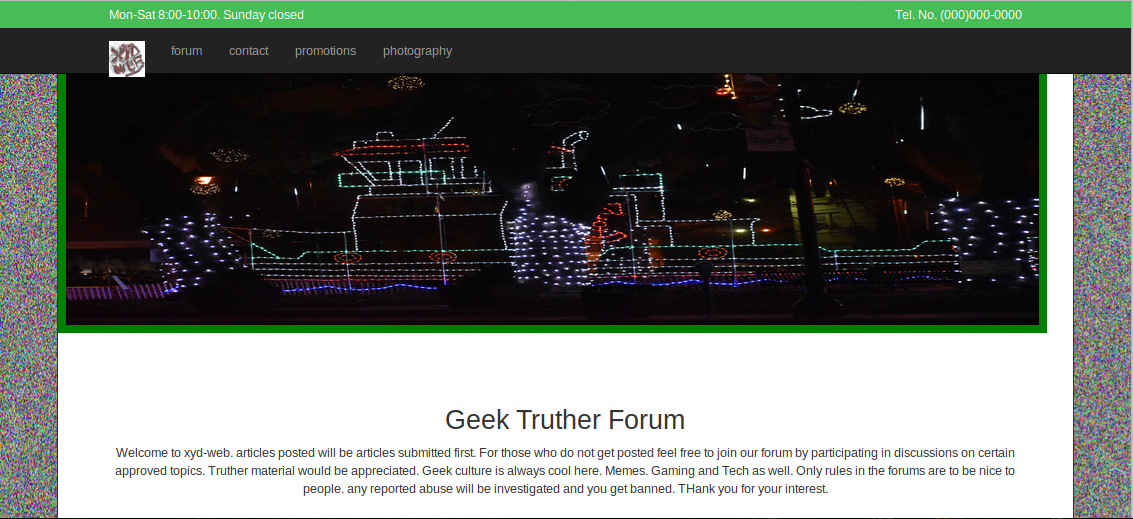 Mon-Sat 8:00-10:00. Sunday closed
Tel. No. (000)000-0000
XYD
WEB
forum
contact
promotions
photography
Geek Truther Forum
Welcome to xyd-web. articles posted will be articles submitted first. For those who do not get posted feel free to join our forum by participating in discussions on certain
approved topics. Truther material would be appreciated. Geek culture is always cool here. Memes. Gaming and Tech as well. Only rules in the forums are to be nice to
people. any reported abuse will be investigated and you get banned. THank you for your interest.